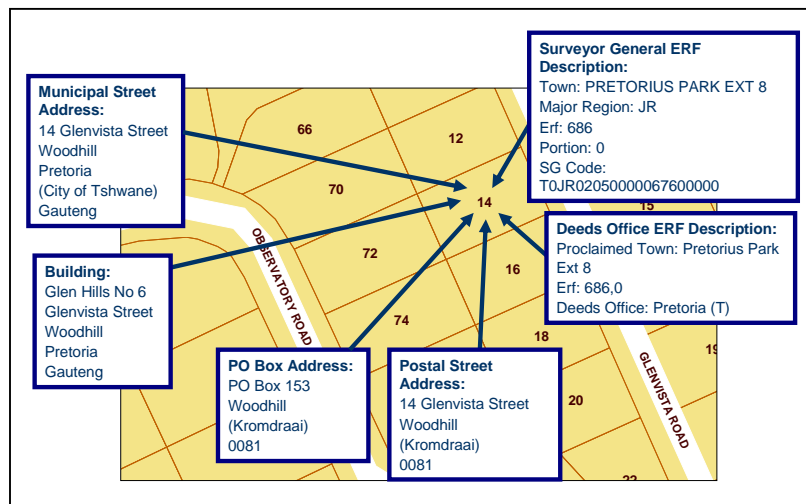 Surveyor General ERF
Description:
Town: PRETORIUS PARK EXT 8
Major Region: JR
Erf: 686
Portion: 0
SG Code:
T0JR02050000067600000
Municipal Street
Address:
14 Glenvista Street
Woodhill
Pretoria
(City of Tshwane)
Gauteng
66
12
70
14
15
72
OBSERVATORY ROAD
Deeds Office ERF Description:
Proclaimed Town: Pretorius Park
Ext 8
Erf: 686,0
Deeds Office: Pretoria (T)
Building:
Glen Hills No 6
Glenvista Street
Woodhill
Pretoria
Gauteng
16
74
18
19
GLENVISTA ROAD
20
22
PO Box Address:
PO Box 153
Woodhill
(Kromdraai)
0081
Postal Street
Address:
14 Glenvista Street
Woodhill
(Kromdraai)
0081